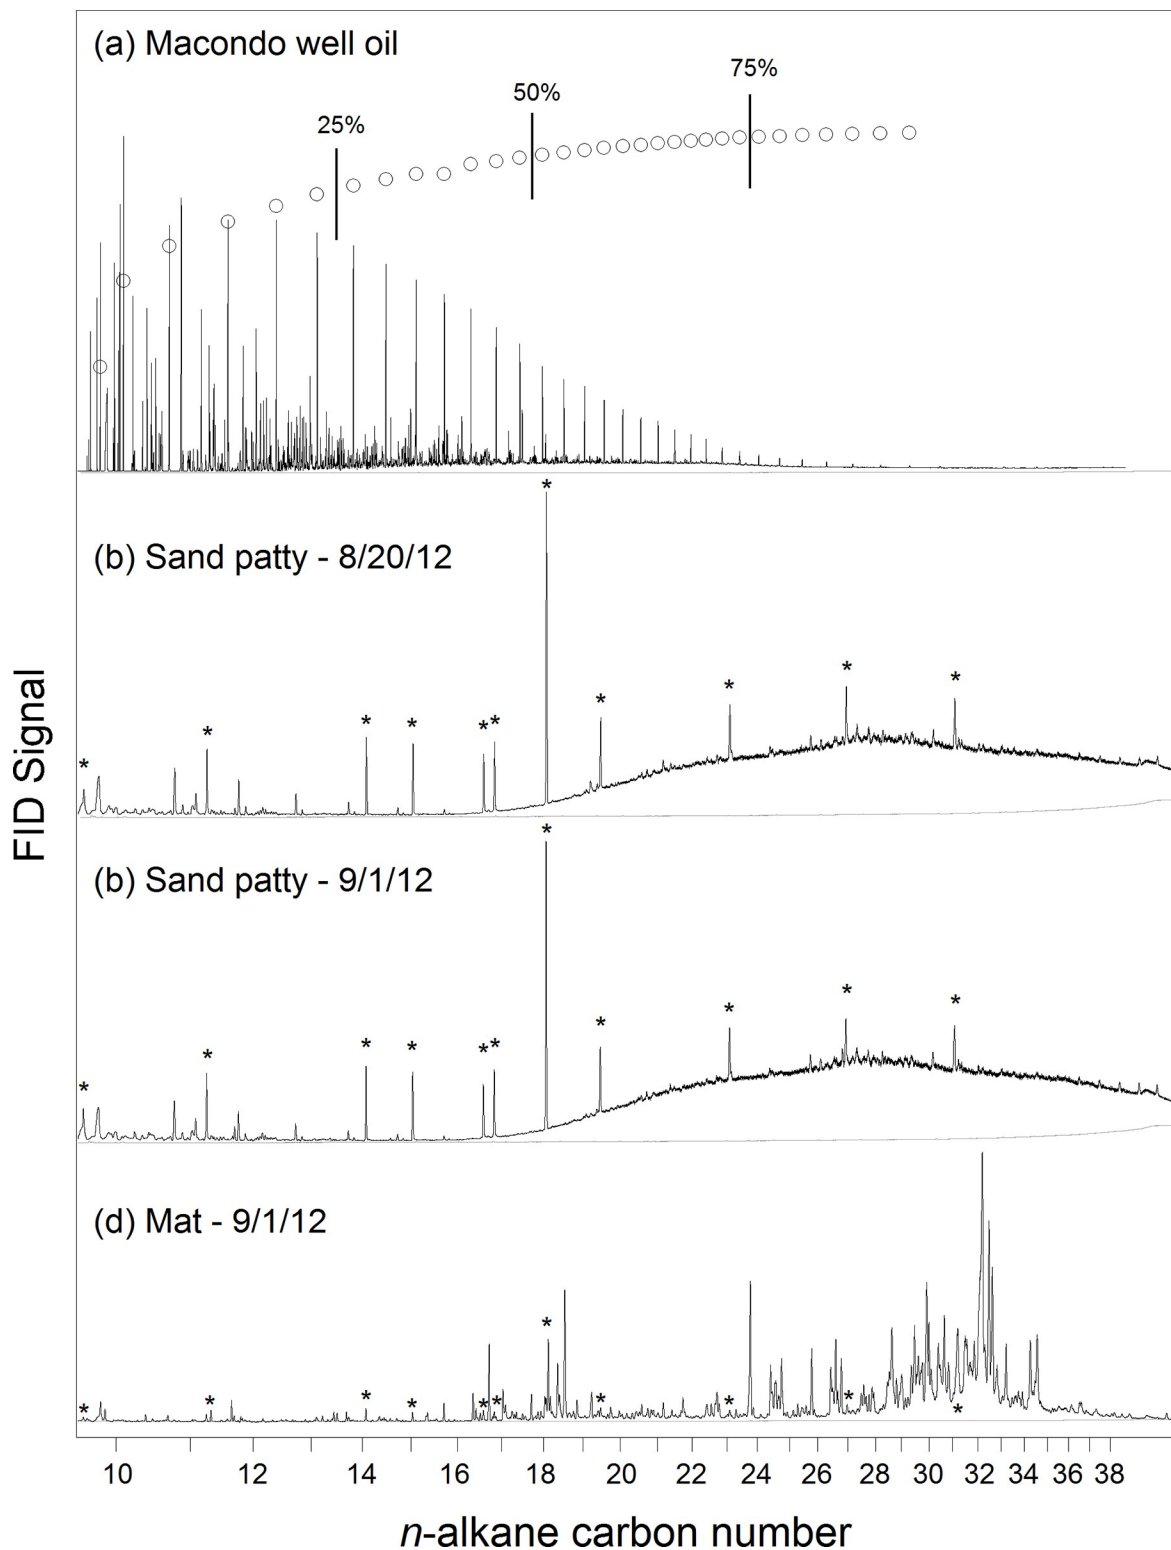 (a) Macondo well oil
25%
50%
75%
*
(b) Sand patty - 8/20/12
* * * * * * * * * *
*
(b) Sand patty - 9/1/12
* * * * * * * * * *
(d) Mat - 9/1/12
* * * * * * * * * * *
FID Signal
10 12 14 16 18 20 22 24 26 28 30 32 34 36 38
n-alkane carbon number